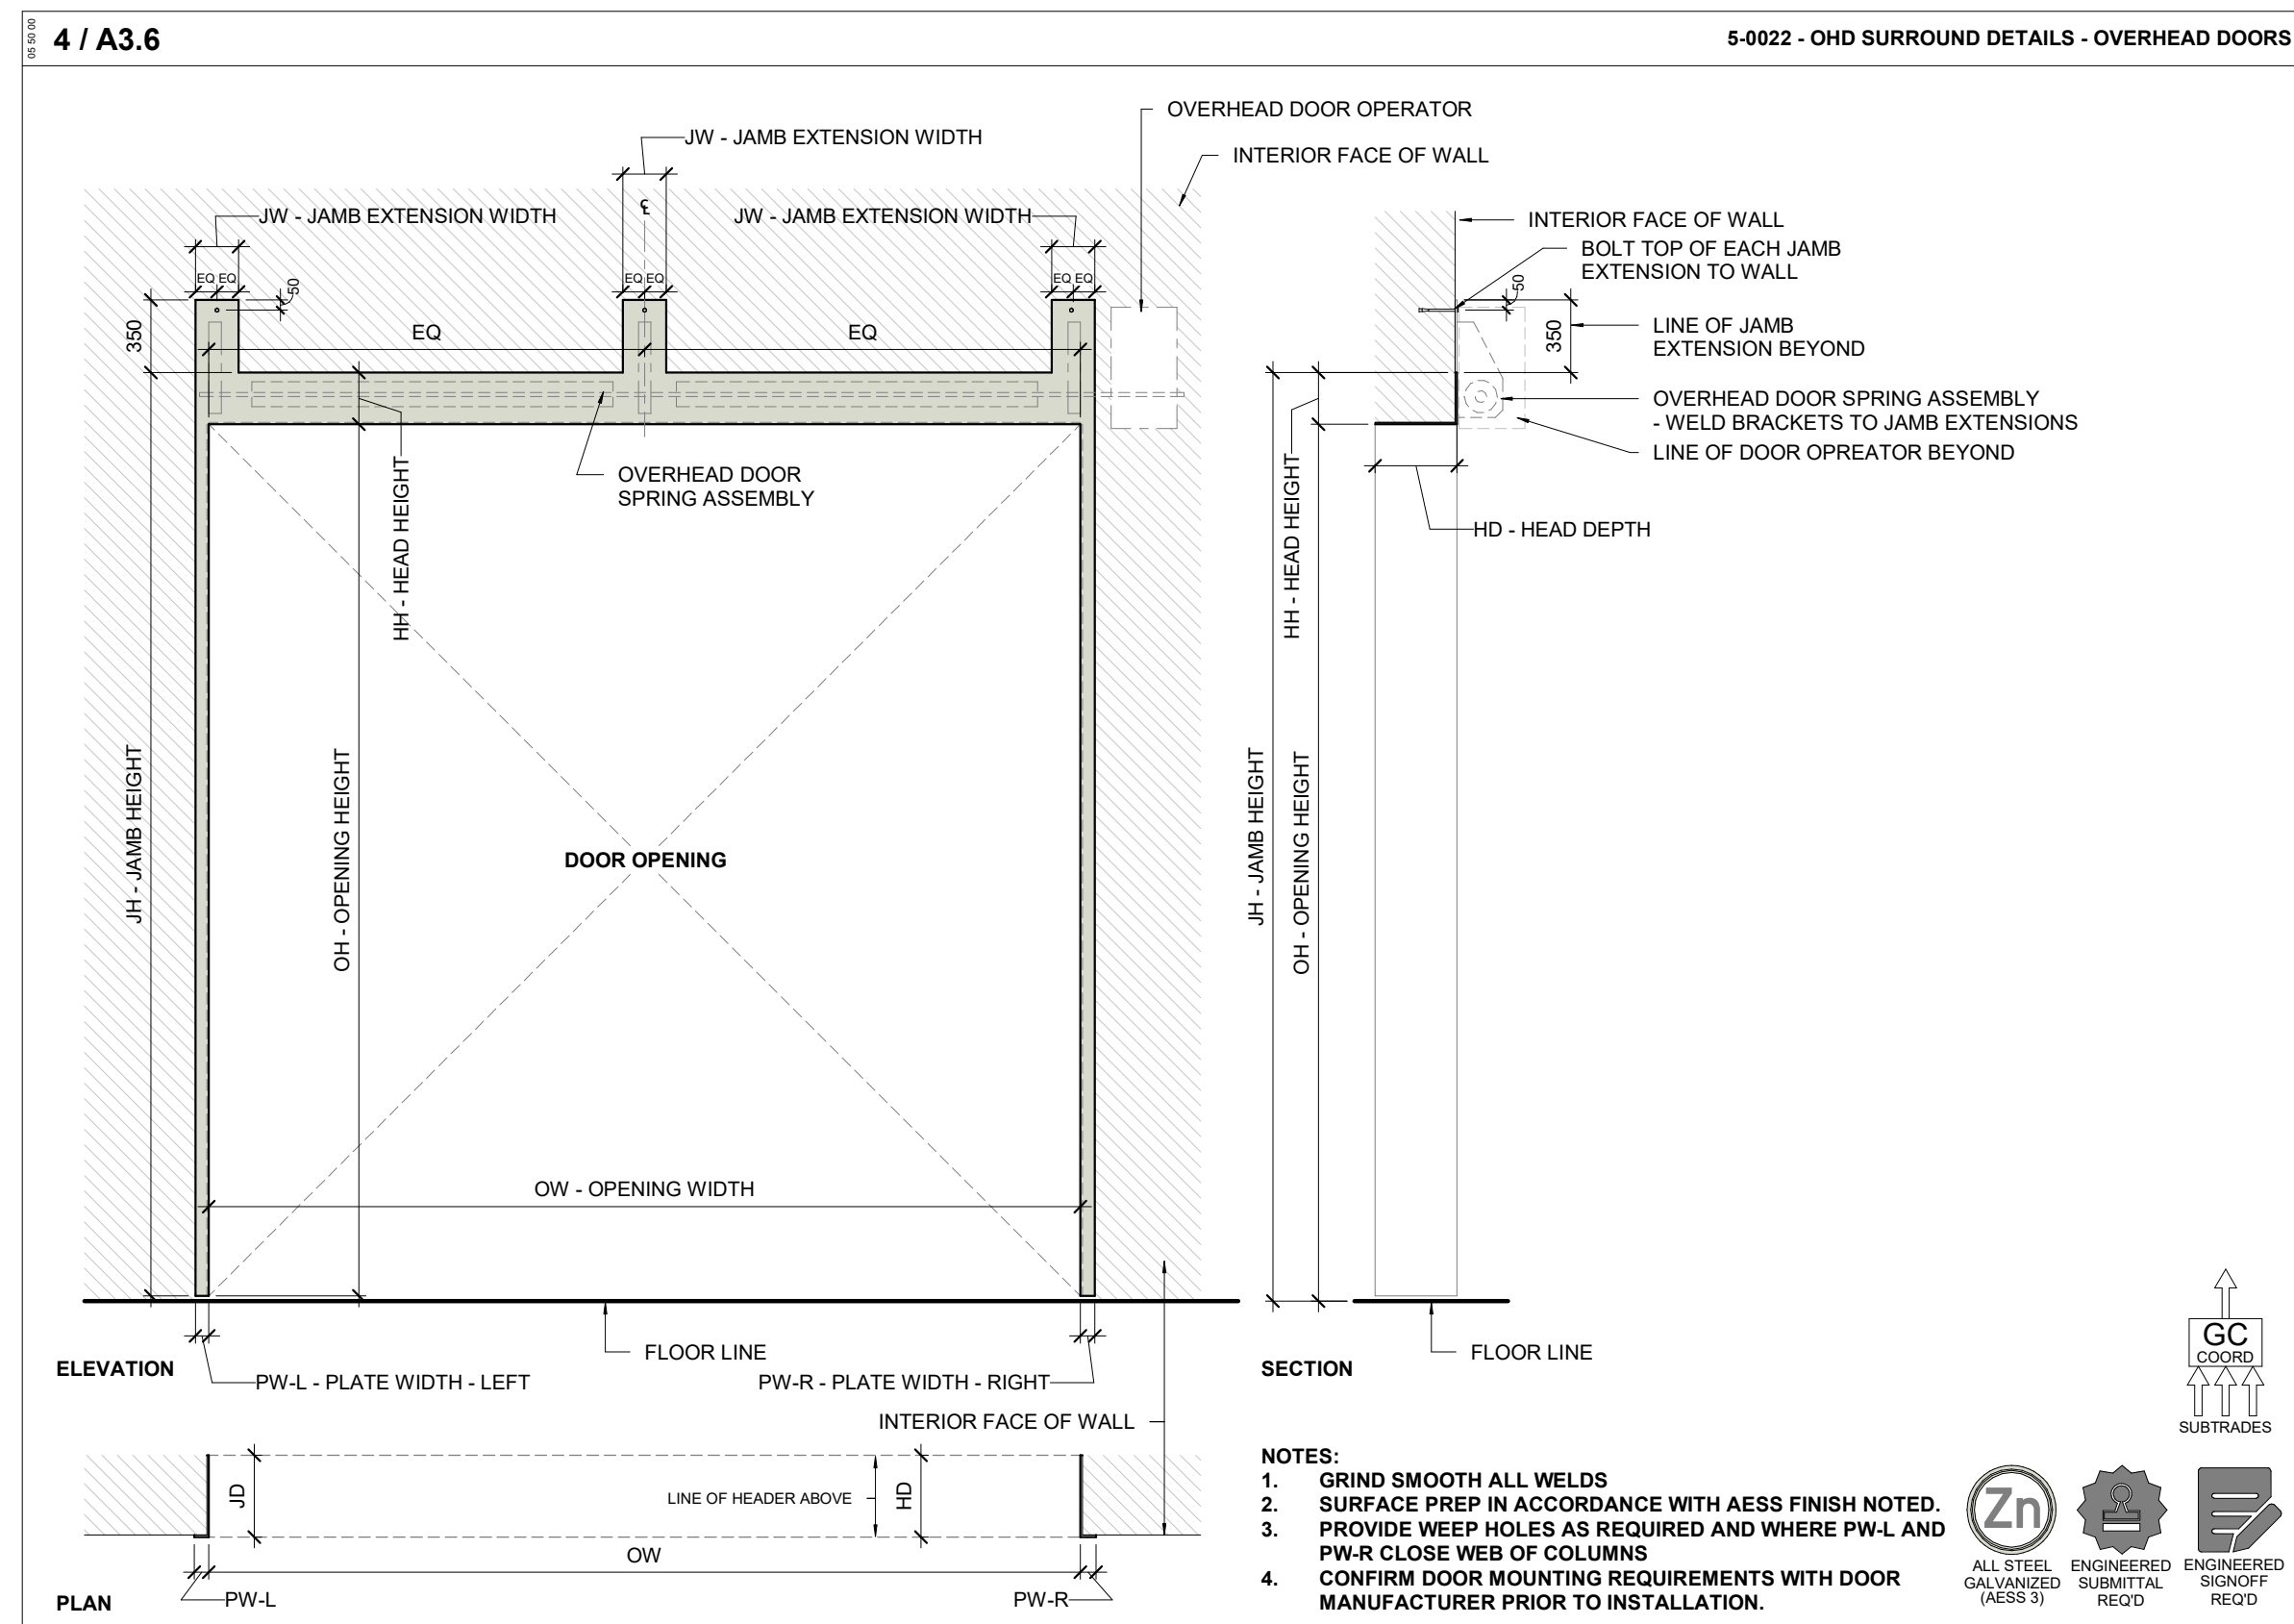 05 50 00
4 / A3.6
5-0022 - OHD SURROUND DETAILS - OVERHEAD DOORS
OVERHEAD DOOR OPERATOR
JW - JAMB EXTENSION WIDTH
INTERIOR FACE OF WALL
JW - JAMB EXTENSION WIDTH
℄
JW - JAMB EXTENSION WIDTH
EQ EQ
50
EQ EQ
EQ EQ
350
EQ
EQ
OVERHEAD DOOR
SPRING ASSEMBLY
HH - HEAD HEIGHT
JH - JAMB HEIGHT
OH - OPENING HEIGHT
DOOR OPENING
OW - OPENING WIDTH
FLOOR LINE
ELEVATION
PW-L - PLATE WIDTH - LEFT
PW-R - PLATE WIDTH - RIGHT
INTERIOR FACE OF WALL
INTERIOR FACE OF WALL
BOLT TOP OF EACH JAMB
EXTENSION TO WALL
50
350
LINE OF JAMB
EXTENSION BEYOND
OVERHEAD DOOR SPRING ASSEMBLY
- WELD BRACKETS TO JAMB EXTENSIONS
LINE OF DOOR OPREATOR BEYOND
HD - HEAD DEPTH
HH - HEAD HEIGHT
JH - JAMB HEIGHT
OH - OPENING HEIGHT
FLOOR LINE
SECTION
JD
LINE OF HEADER ABOVE
HD
OW
PW-L
PW-R
PLAN
NOTES:
1. GRIND SMOOTH ALL WELDS
2. SURFACE PREP IN ACCORDANCE WITH AESS FINISH NOTED.
3. PROVIDE WEEP HOLES AS REQUIRED AND WHERE PW-L AND
PW-R CLOSE WEB OF COLUMNS
4. CONFIRM DOOR MOUNTING REQUIREMENTS WITH DOOR
MANUFACTURER PRIOR TO INSTALLATION.
GC
COORD
SUBTRADES
Zn
ALL STEEL
GALVANIZED
(AESS 3)
ENGINEERED
SUBMITTAL
REQ'D
ENGINEERED
SIGNOFF
REQ'D